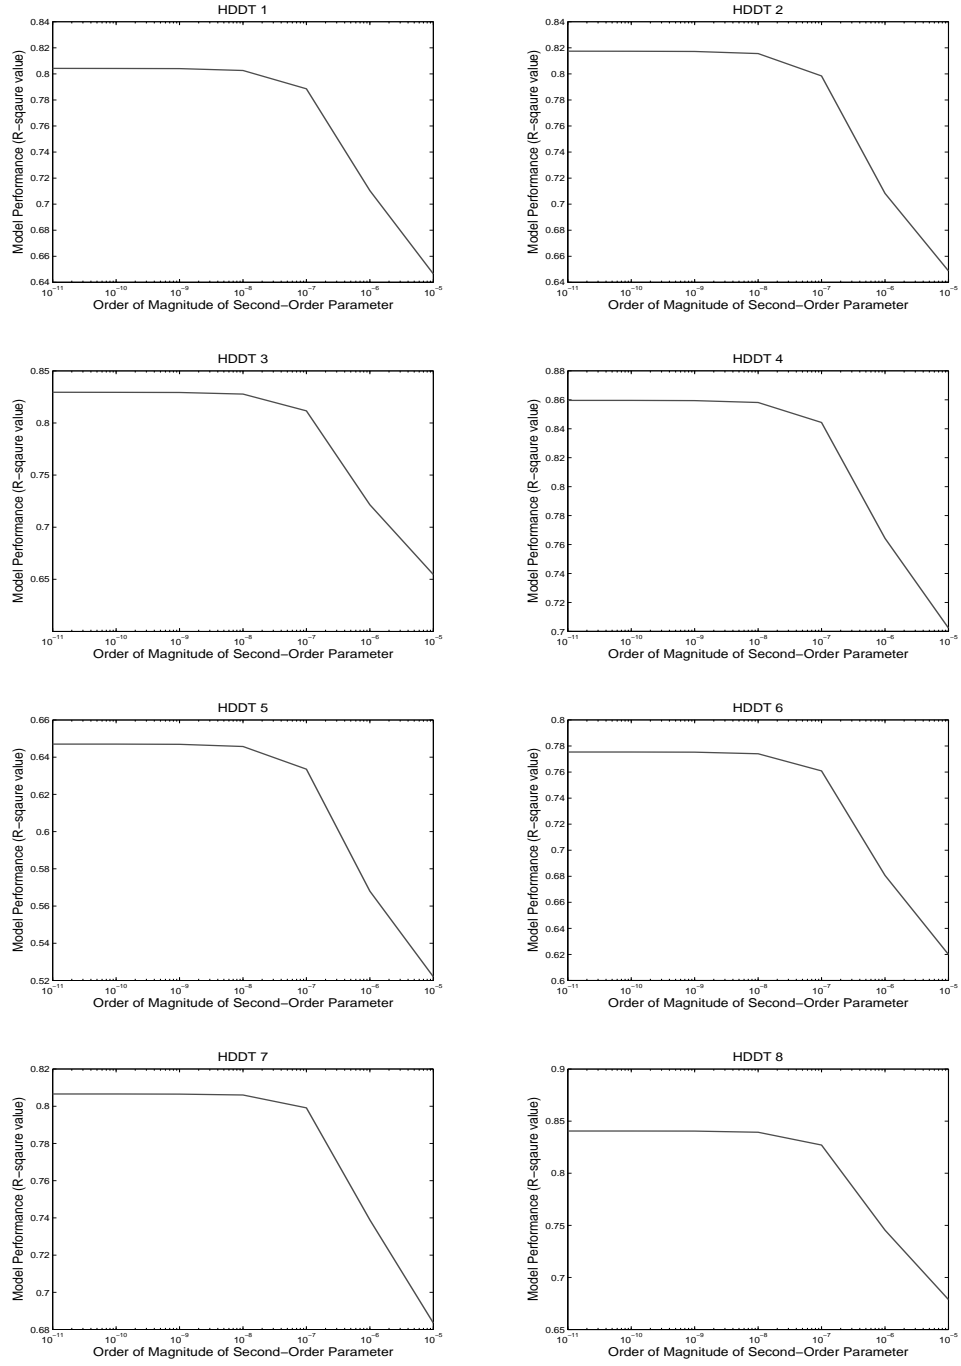 HDDT 1
Model Performance (R−sqaure value)
0.84
0.82
0.8
0.78
0.76
0.74
0.72
0.7
0.68
0.66
0.64
10⁻¹¹ 10⁻¹⁰ 10⁻⁹ 10⁻⁸ 10⁻⁷ 10⁻⁶ 10⁻⁵
Order of Magnitude of Second−Order Parameter
HDDT 2
Model Performance (R−sqaure value)
0.84
0.82
0.8
0.78
0.76
0.74
0.72
0.7
0.68
0.66
0.64
10⁻¹¹ 10⁻¹⁰ 10⁻⁹ 10⁻⁸ 10⁻⁷ 10⁻⁶ 10⁻⁵
Order of Magnitude of Second−Order Parameter
HDDT 3
Model Performance (R−sqaure value)
0.85
0.8
0.75
0.7
0.65
10⁻¹¹ 10⁻¹⁰ 10⁻⁹ 10⁻⁸ 10⁻⁷ 10⁻⁶ 10⁻⁵
Order of Magnitude of Second−Order Parameter
HDDT 4
Model Performance (R−sqaure value)
0.88
0.86
0.84
0.82
0.8
0.78
0.76
0.74
0.72
0.7
10⁻¹¹ 10⁻¹⁰ 10⁻⁹ 10⁻⁸ 10⁻⁷ 10⁻⁶ 10⁻⁵
Order of Magnitude of Second−Order Parameter
HDDT 5
Model Performance (R−sqaure value)
0.66
0.64
0.62
0.6
0.58
0.56
0.54
0.52
10⁻¹¹ 10⁻¹⁰ 10⁻⁹ 10⁻⁸ 10⁻⁷ 10⁻⁶ 10⁻⁵
Order of Magnitude of Second−Order Parameter
HDDT 6
Model Performance (R−sqaure value)
0.8
0.78
0.76
0.74
0.72
0.7
0.68
0.66
0.64
0.62
0.6
10⁻¹¹ 10⁻¹⁰ 10⁻⁹ 10⁻⁸ 10⁻⁷ 10⁻⁶ 10⁻⁵
Order of Magnitude of Second−Order Parameter
HDDT 7
Model Performance (R−sqaure value)
0.82
0.8
0.78
0.76
0.74
0.72
0.7
0.68
10⁻¹¹ 10⁻¹⁰ 10⁻⁹ 10⁻⁸ 10⁻⁷ 10⁻⁶ 10⁻⁵
Order of Magnitude of Second−Order Parameter
HDDT 8
Model Performance (R−sqaure value)
0.9
0.85
0.8
0.75
0.7
0.65
10⁻¹¹ 10⁻¹⁰ 10⁻⁹ 10⁻⁸ 10⁻⁷ 10⁻⁶ 10⁻⁵
Order of Magnitude of Second−Order Parameter